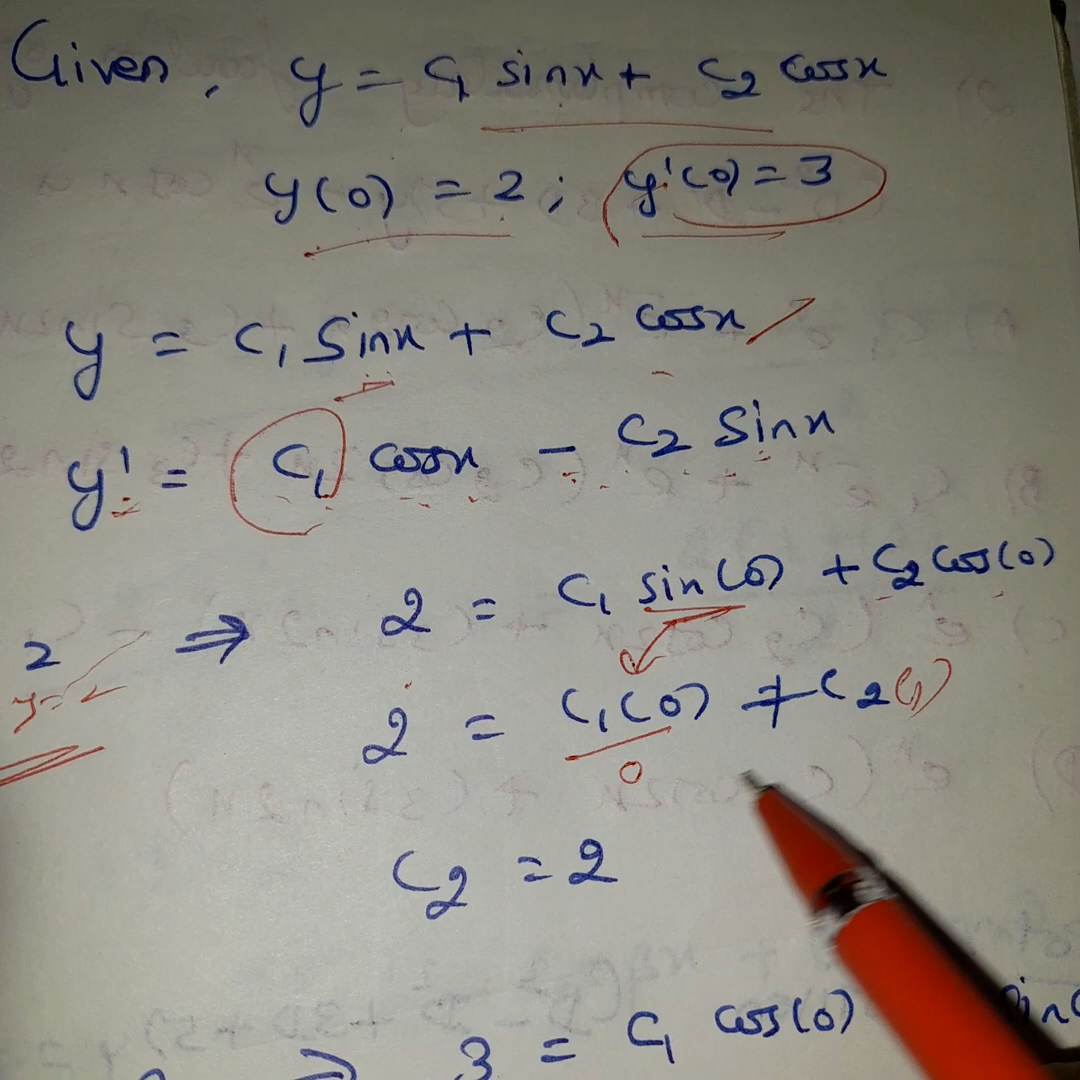 Given, y = c₁ sinx + c₂ cosx
y(0) = 2 ; y'(0) = 3
y = c₁ Sinx + c₂ cosx
y' = c₁ cosx - c₂ Sinx
2 ⇒ 2 = c₁ sin(0) + c₂ cos(0)
y=2
2 = c₁(0) + c₂(1)
0
c₂ = 2
⇒ 3 = c₁ cos(0)